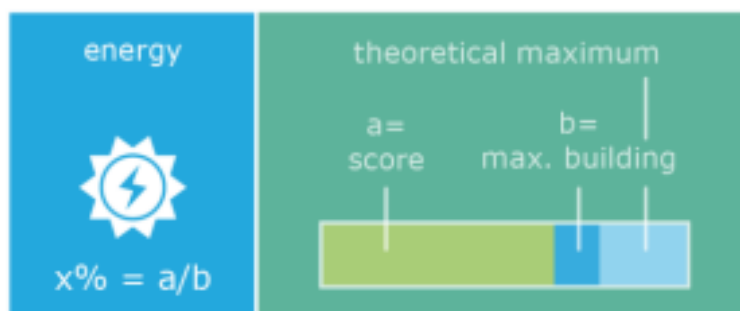 energy
x% = a/b
theoretical maximum
a=
score
b=
max. building